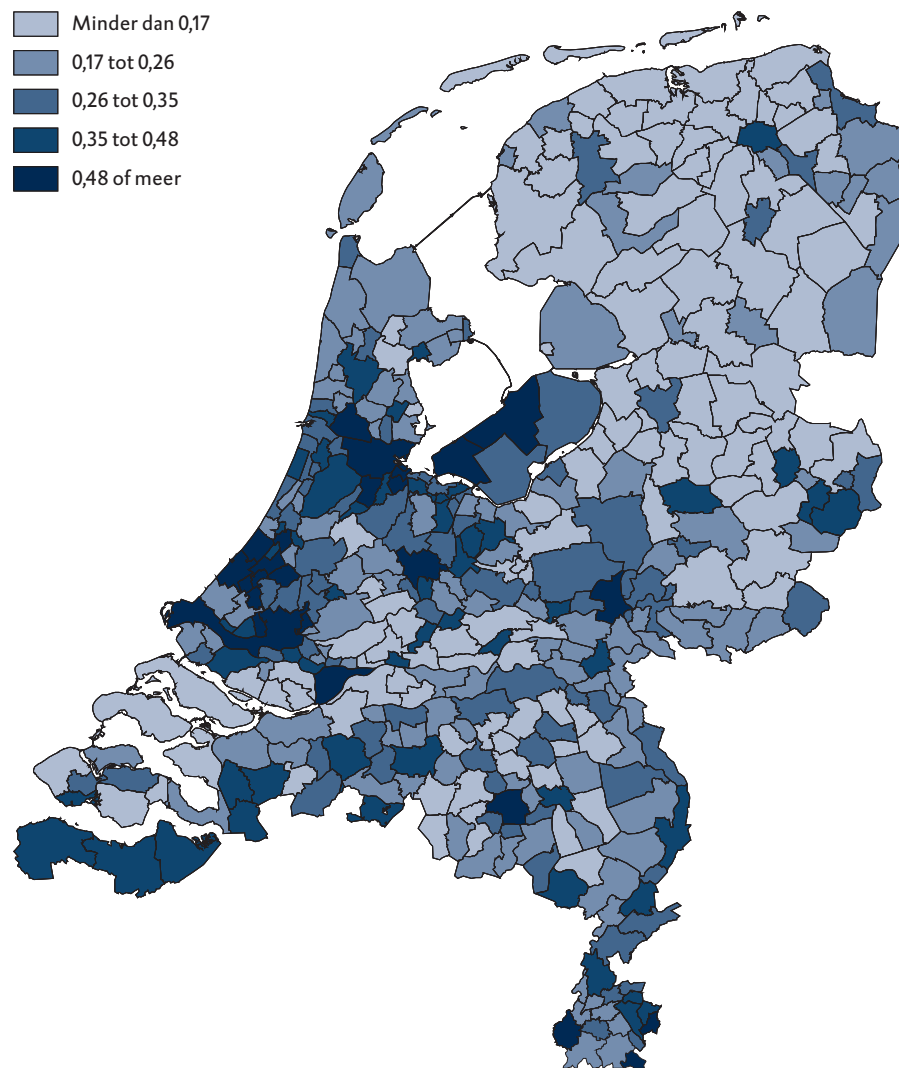 Minder dan 0,17
0,17 tot 0,26
0,26 tot 0,35
0,35 tot 0,48
0,48 of meer